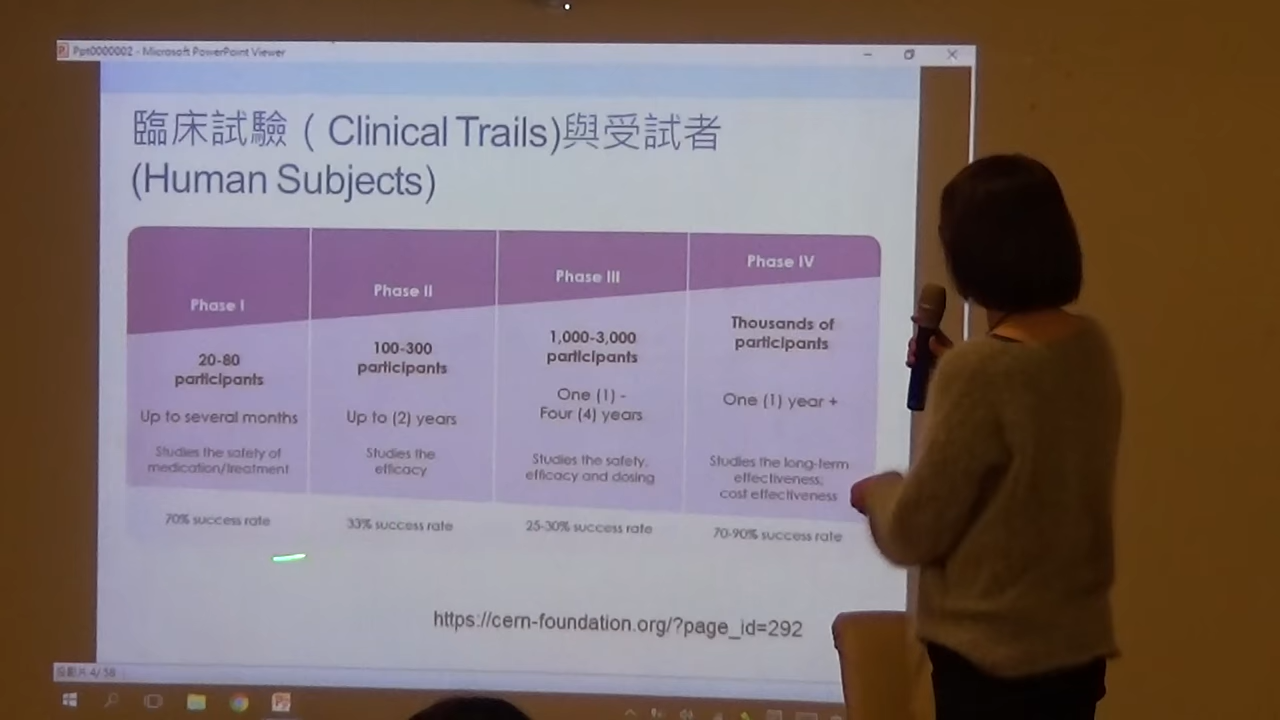 Ppt0000002 - Microsoft PowerPoint Viewer
臨床試驗 ( Clinical Trails)與受試者
(Human Subjects)
Phase I
20-80
participants
Up to several months
Studies the safety of
medication/treatment
70% success rate
Phase II
100-300
participants
Up to (2) years
Studies the
efficacy
33% success rate
Phase III
1,000-3,000
participants
One (1) -
Four (4) years
Studies the safety,
efficacy and dosing
25-30% success rate
Phase IV
Thousands of
participants
One (1) year +
Studies the long-term
effectiveness;
cost effectiveness
70-90% success rate
https://cern-foundation.org/?page_id=292
投影片 4/58